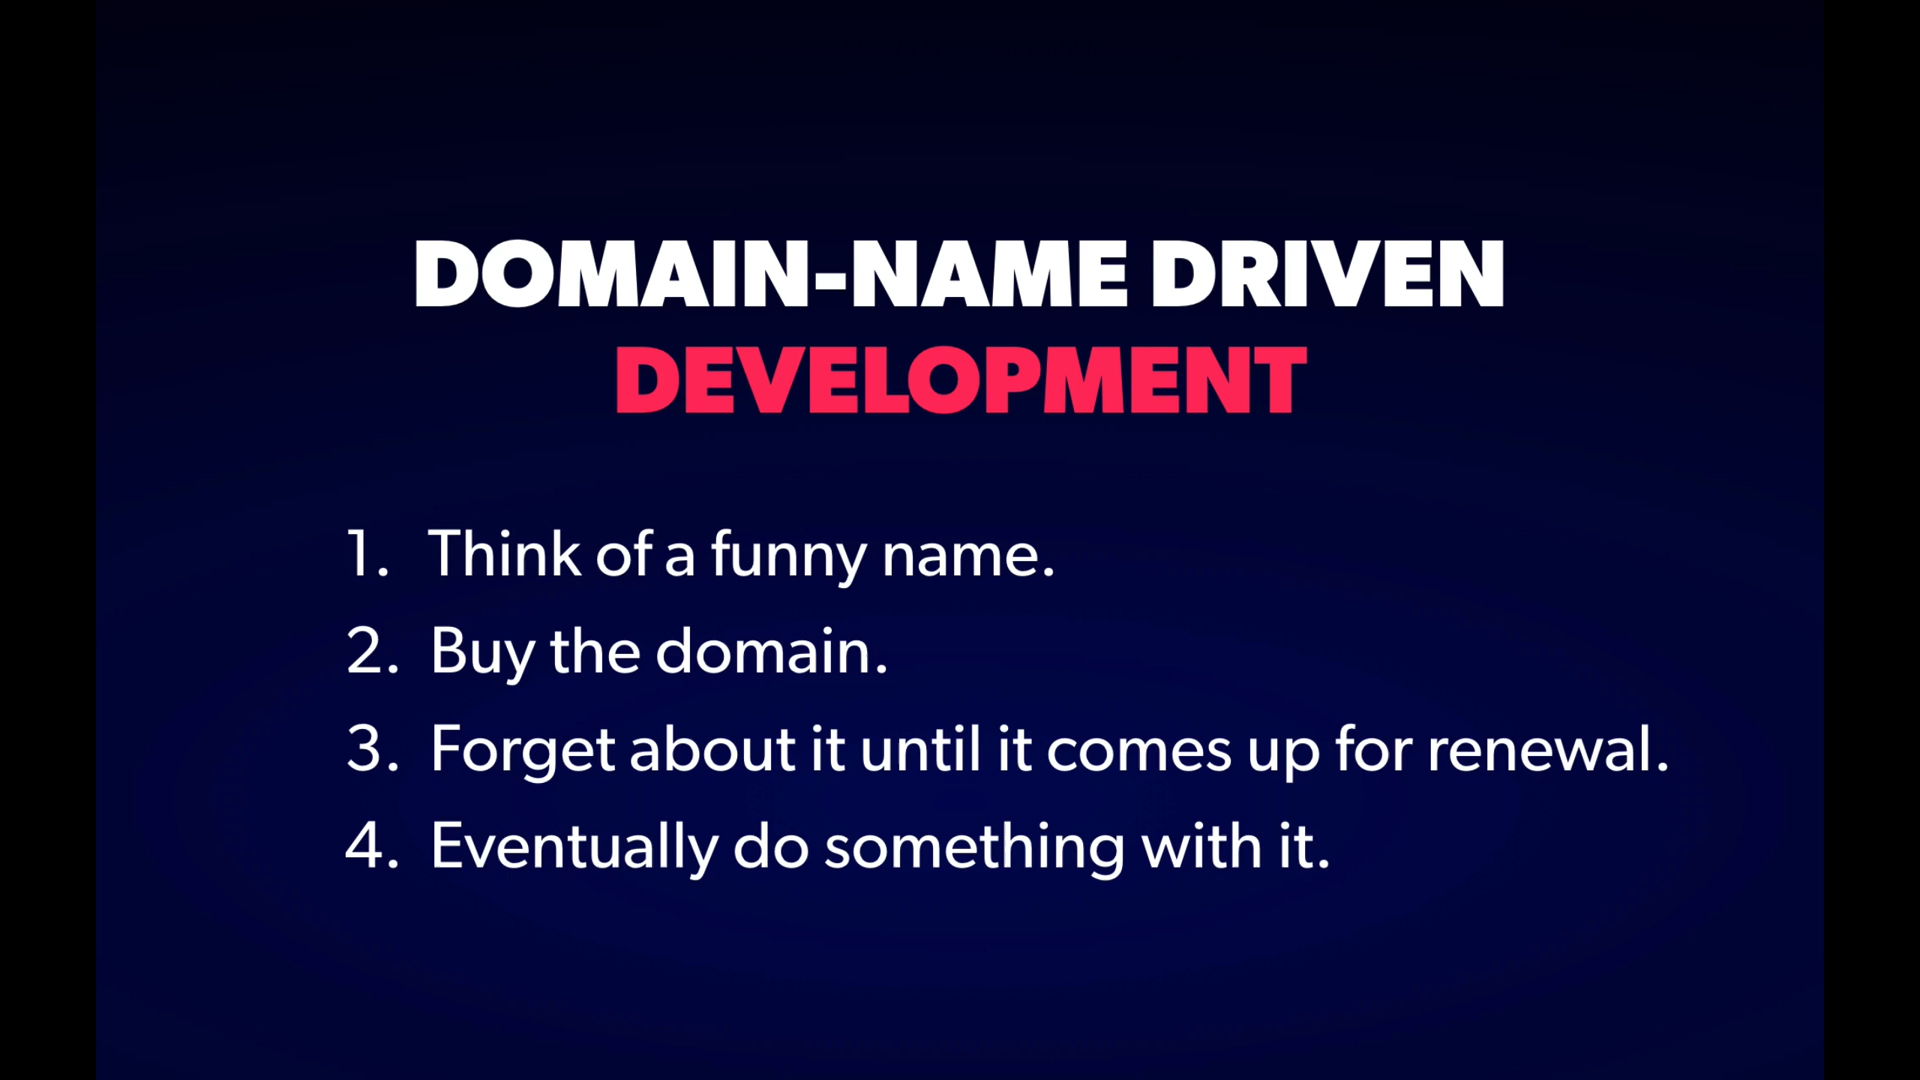 DOMAIN-NAME DRIVEN
DEVELOPMENT
1. Think of a funny name.
2. Buy the domain.
3. Forget about it until it comes up for renewal.
4. Eventually do something with it.